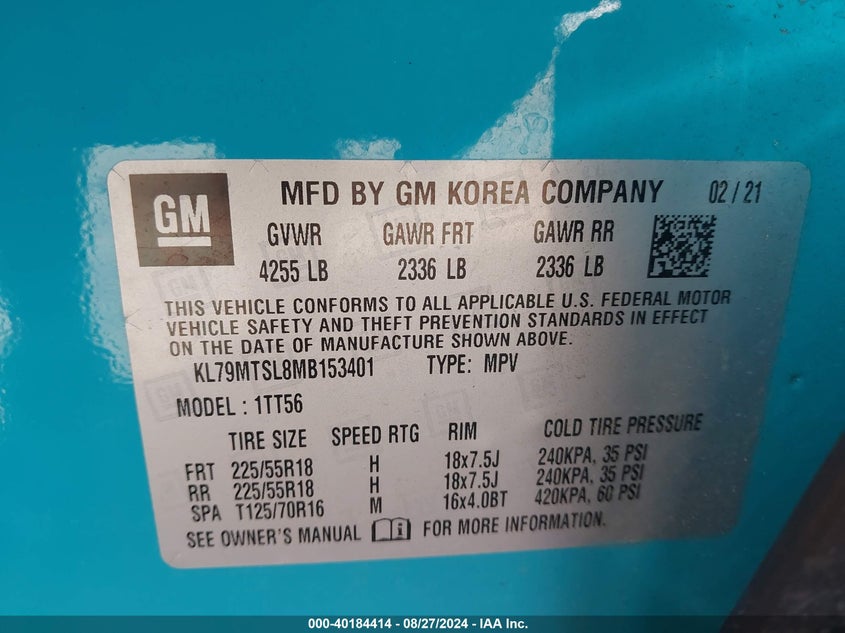 GM
MFD BY GM KOREA COMPANY 02/21
GVWR GAWR FRT GAWR RR
4255 LB 2336 LB 2336 LB
THIS VEHICLE CONFORMS TO ALL APPLICABLE U.S. FEDERAL MOTOR
VEHICLE SAFETY AND THEFT PREVENTION STANDARDS IN EFFECT
ON THE DATE OF MANUFACTURE SHOWN ABOVE.
KL79MTSL8MB153401 TYPE: MPV
MODEL : 1TT56
TIRE SIZE SPEED RTG RIM COLD TIRE PRESSURE
FRT 225/55R18 H 18x7.5J 240KPA, 35 PSI
RR 225/55R18 H 18x7.5J 240KPA, 35 PSI
SPA T125/70R16 M 16x4.0BT 420KPA, 60 PSI
SEE OWNER'S MANUAL i FOR MORE INFORMATION.
000-40184414 - 08/27/2024 - IAA Inc.